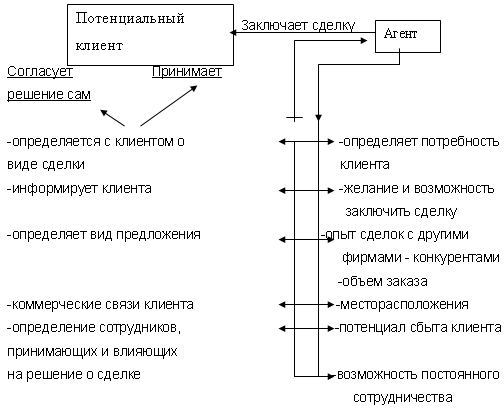 Потенциальный
клиент
Заключает сделку
Агент
Согласует
решение сам
Принимает
-определяется с клиентом о
виде сделки
-информирует клиента
-определяет вид предложения
-коммерческие связи клиента
-определение сотрудников,
принимающих и влияющих
на решение о сделке
-определяет потребность
клиента
-желание и возможность
заключить сделку
-опыт сделок с другими
фирмами - конкурентами
-объем заказа
-месторасположения
-потенциал сбыта клиента
-возможность постоянного
сотрудничества